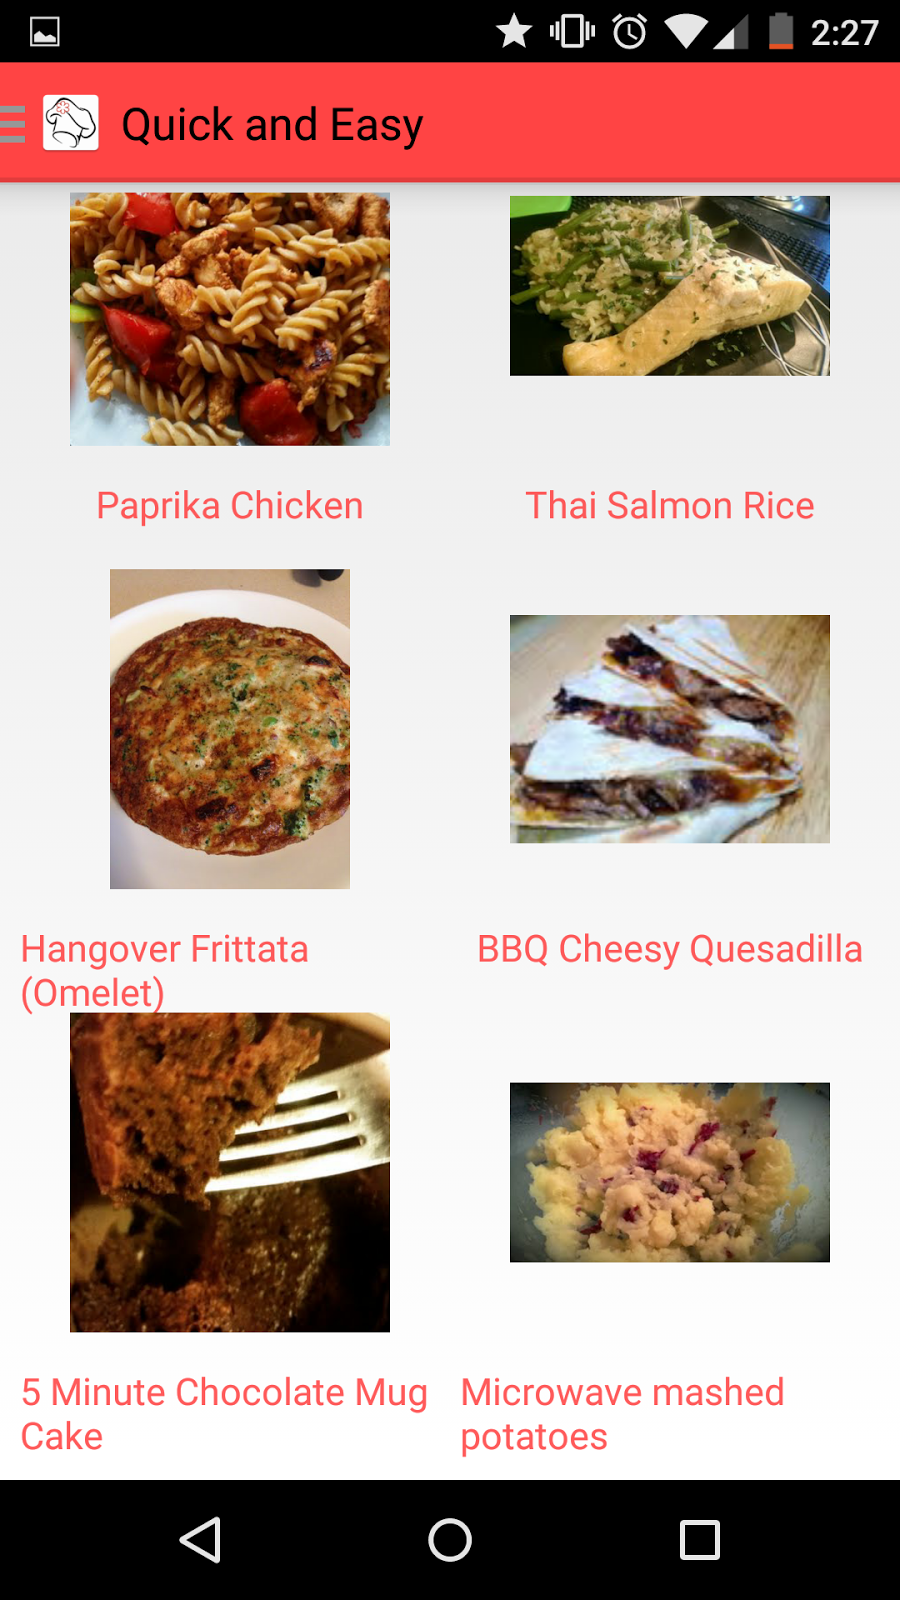 2:27
Quick and Easy
Paprika Chicken
Thai Salmon Rice
Hangover Frittata
(Omelet)
BBQ Cheesy Quesadilla
5 Minute Chocolate Mug
Cake
Microwave mashed
potatoes